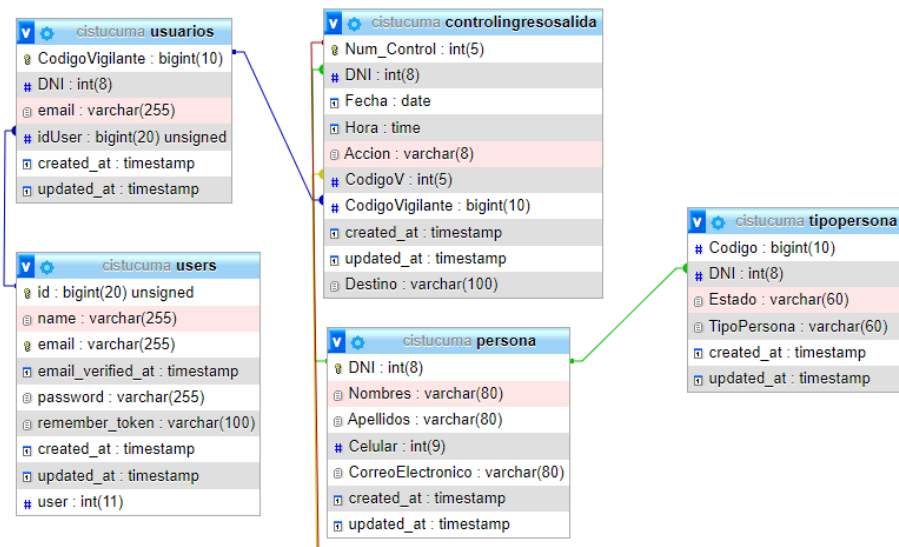 cistucuma usuarios
CodigoVigilante : bigint(10)
# DNI : int(8)
email : varchar(255)
# idUser : bigint(20) unsigned
created_at : timestamp
updated_at : timestamp
cistucuma users
id : bigint(20) unsigned
name : varchar(255)
email : varchar(255)
email_verified_at : timestamp
password : varchar(255)
remember_token : varchar(100)
created_at : timestamp
updated_at : timestamp
# user : int(11)
cistucuma controlingresosalida
Num_Control : int(5)
# DNI : int(8)
Fecha : date
Hora : time
Accion : varchar(8)
# CodigoV : int(5)
# CodigoVigilante : bigint(10)
created_at : timestamp
updated_at : timestamp
Destino : varchar(100)
cistucuma persona
DNI : int(8)
Nombres : varchar(80)
Apellidos : varchar(80)
# Celular : int(9)
CorreoElectronico : varchar(80)
created_at : timestamp
updated_at : timestamp
cistucuma tipopersona
# Codigo : bigint(10)
# DNI : int(8)
Estado : varchar(60)
TipoPersona : varchar(60)
created_at : timestamp
updated_at : timestamp